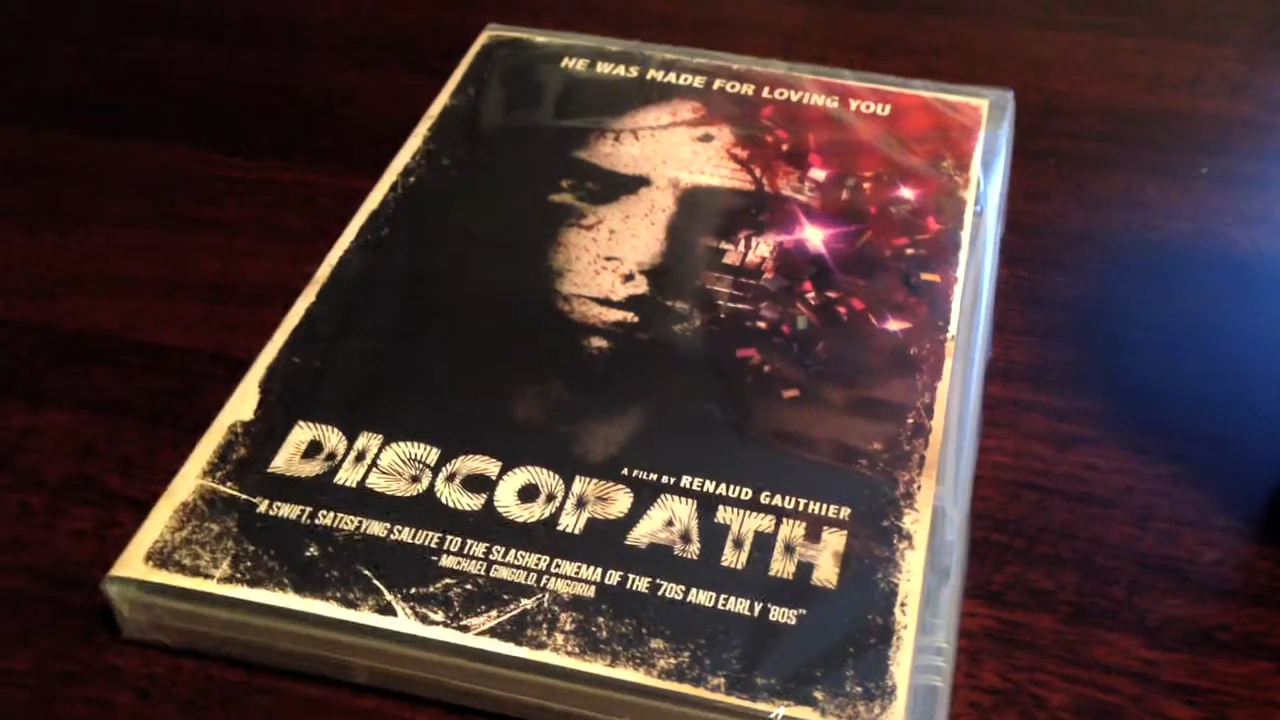 HE WAS MADE FOR LOVING YOU
A FILM BY RENAUD GAUTHIER
DISCOPATH
"A SWIFT, SATISFYING SALUTE TO THE SLASHER CINEMA OF THE '70S AND EARLY '80S"
- MICHAEL GINGOLD, FANGORIA